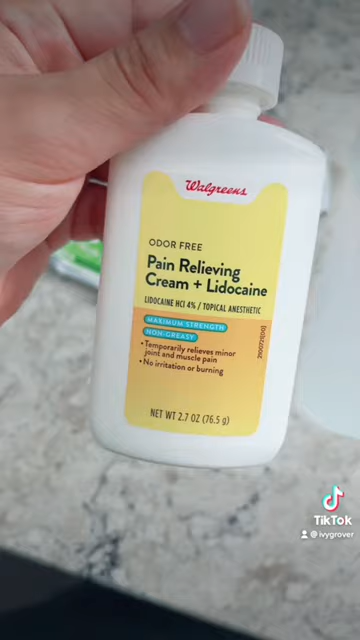 Walgreens
ODOR FREE
Pain Relieving
Cream + Lidocaine
LIDOCAINE HCl 4% / TOPICAL ANESTHETIC
MAXIMUM STRENGTH
NON-GREASY
• Temporarily relieves minor
joint and muscle pain
• No irritation or burning
NET WT 2.7 OZ (76.5 g)
TikTok
@ivygrover